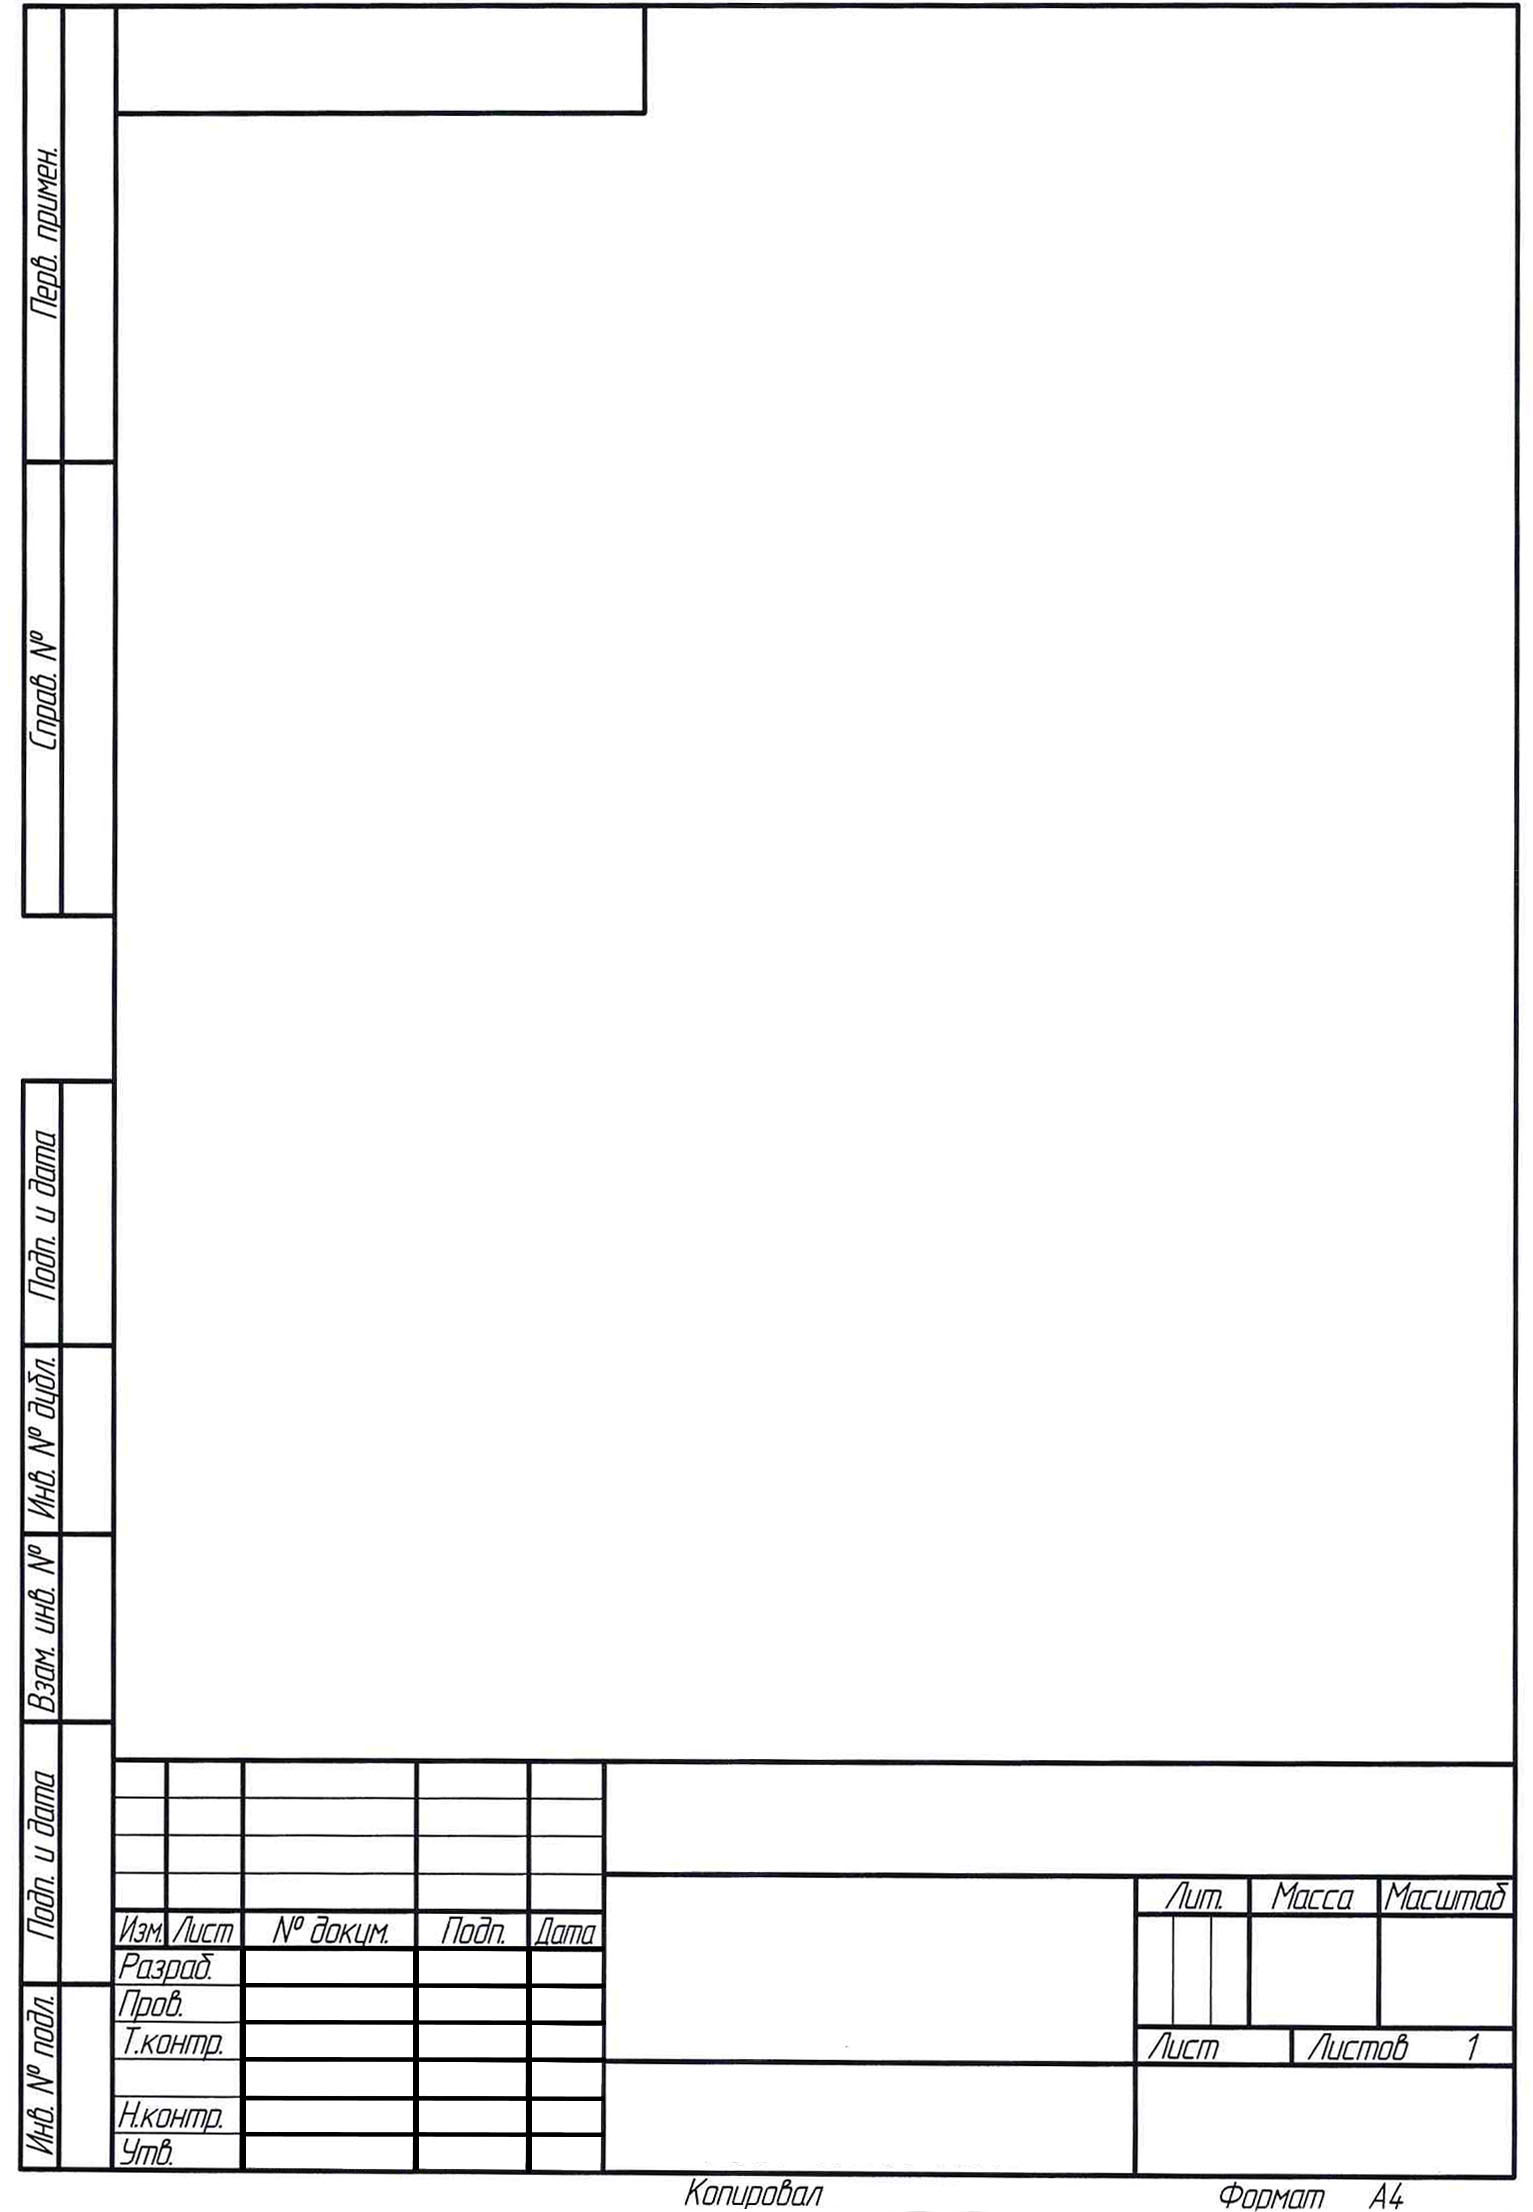 Перв. примен.
Справ. №
Подп. и дата
Инв. № дубл.
Взам. инв. №
Подп. и дата
Инв. № подл.
Лит. Масса Масштаб
Изм. Лист № докум. Подп. Дата
Разраб.
Пров.
Т.контр.
Лист Листов 1
Н.контр.
Утв.
Копировал Формат А4